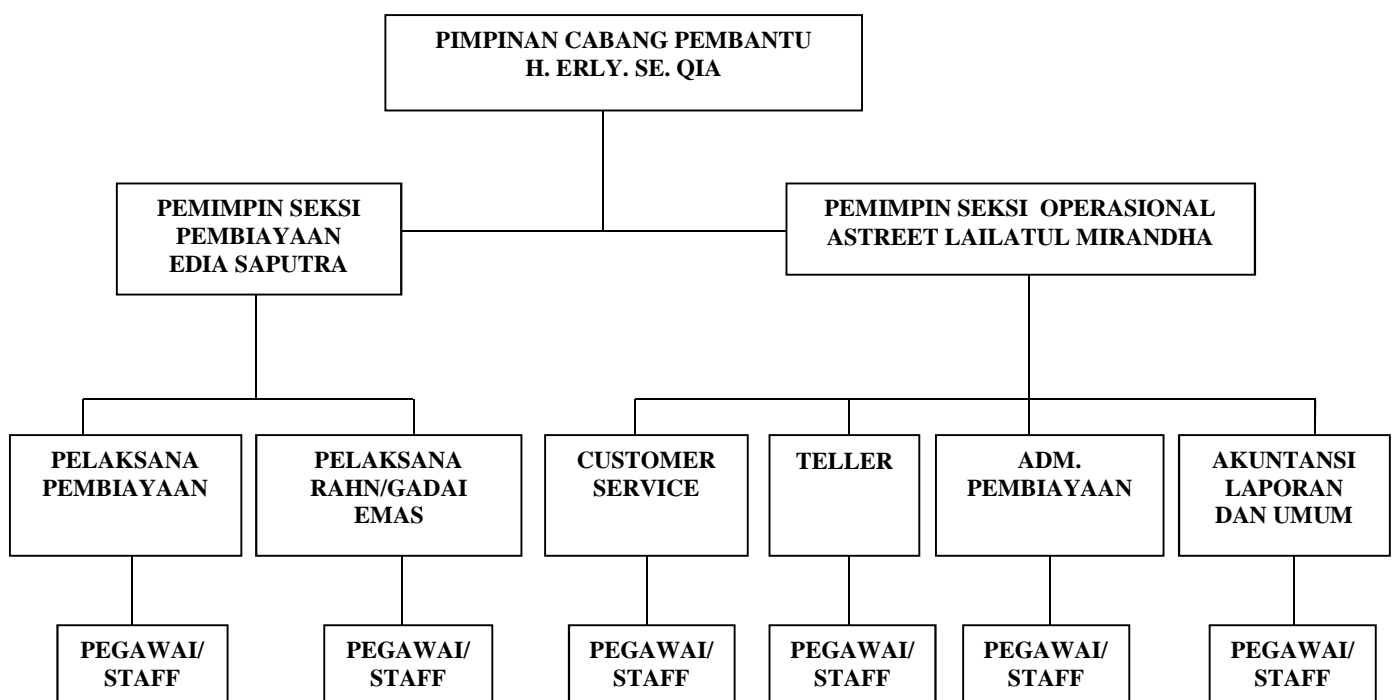 PIMPINAN CABANG PEMBANTU
H. ERLY. SE. QIA
PEMIMPIN SEKSI
PEMBIAYAAN
EDIA SAPUTRA
PEMIMPIN SEKSI OPERASIONAL
ASTREET LAILATUL MIRANDHA
PELAKSANA
PEMBIAYAAN
PELAKSANA
RAHN/GADAI
EMAS
CUSTOMER
SERVICE
TELLER
ADM.
PEMBIAYAAN
AKUNTANSI
LAPORAN
DAN UMUM
PEGAWAI/
STAFF
PEGAWAI/
STAFF
PEGAWAI/
STAFF
PEGAWAI/
STAFF
PEGAWAI/
STAFF
PEGAWAI/
STAFF